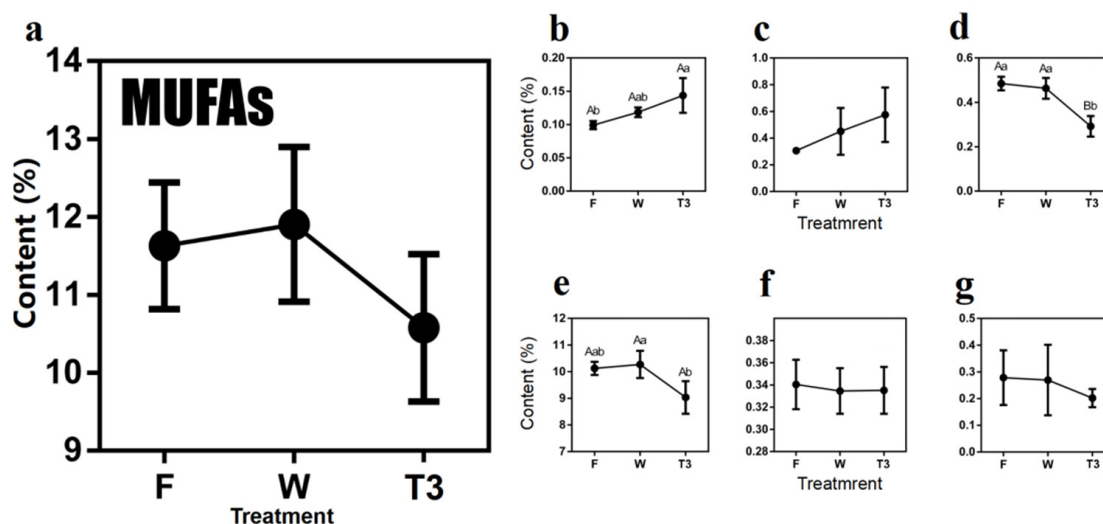 a
MUFAs
Content (%)
14
13
12
11
10
9
F W T3
Treatment
b
Content (%)
0.20
0.15
0.10
0.05
0.00
Ab Aab Aa
F W T3
c
1.0
0.8
0.6
0.4
0.2
0.0
F W T3
Treatmrent
d
0.6
0.4
0.2
0.0
Aa Aa Bb
F W T3
e
Content (%)
12
11
10
9
8
7
Aab Aa Ab
F W T3
f
0.38
0.36
0.34
0.32
0.30
0.28
F W T3
Treatmrent
g
0.5
0.4
0.3
0.2
0.1
0.0
F W T3